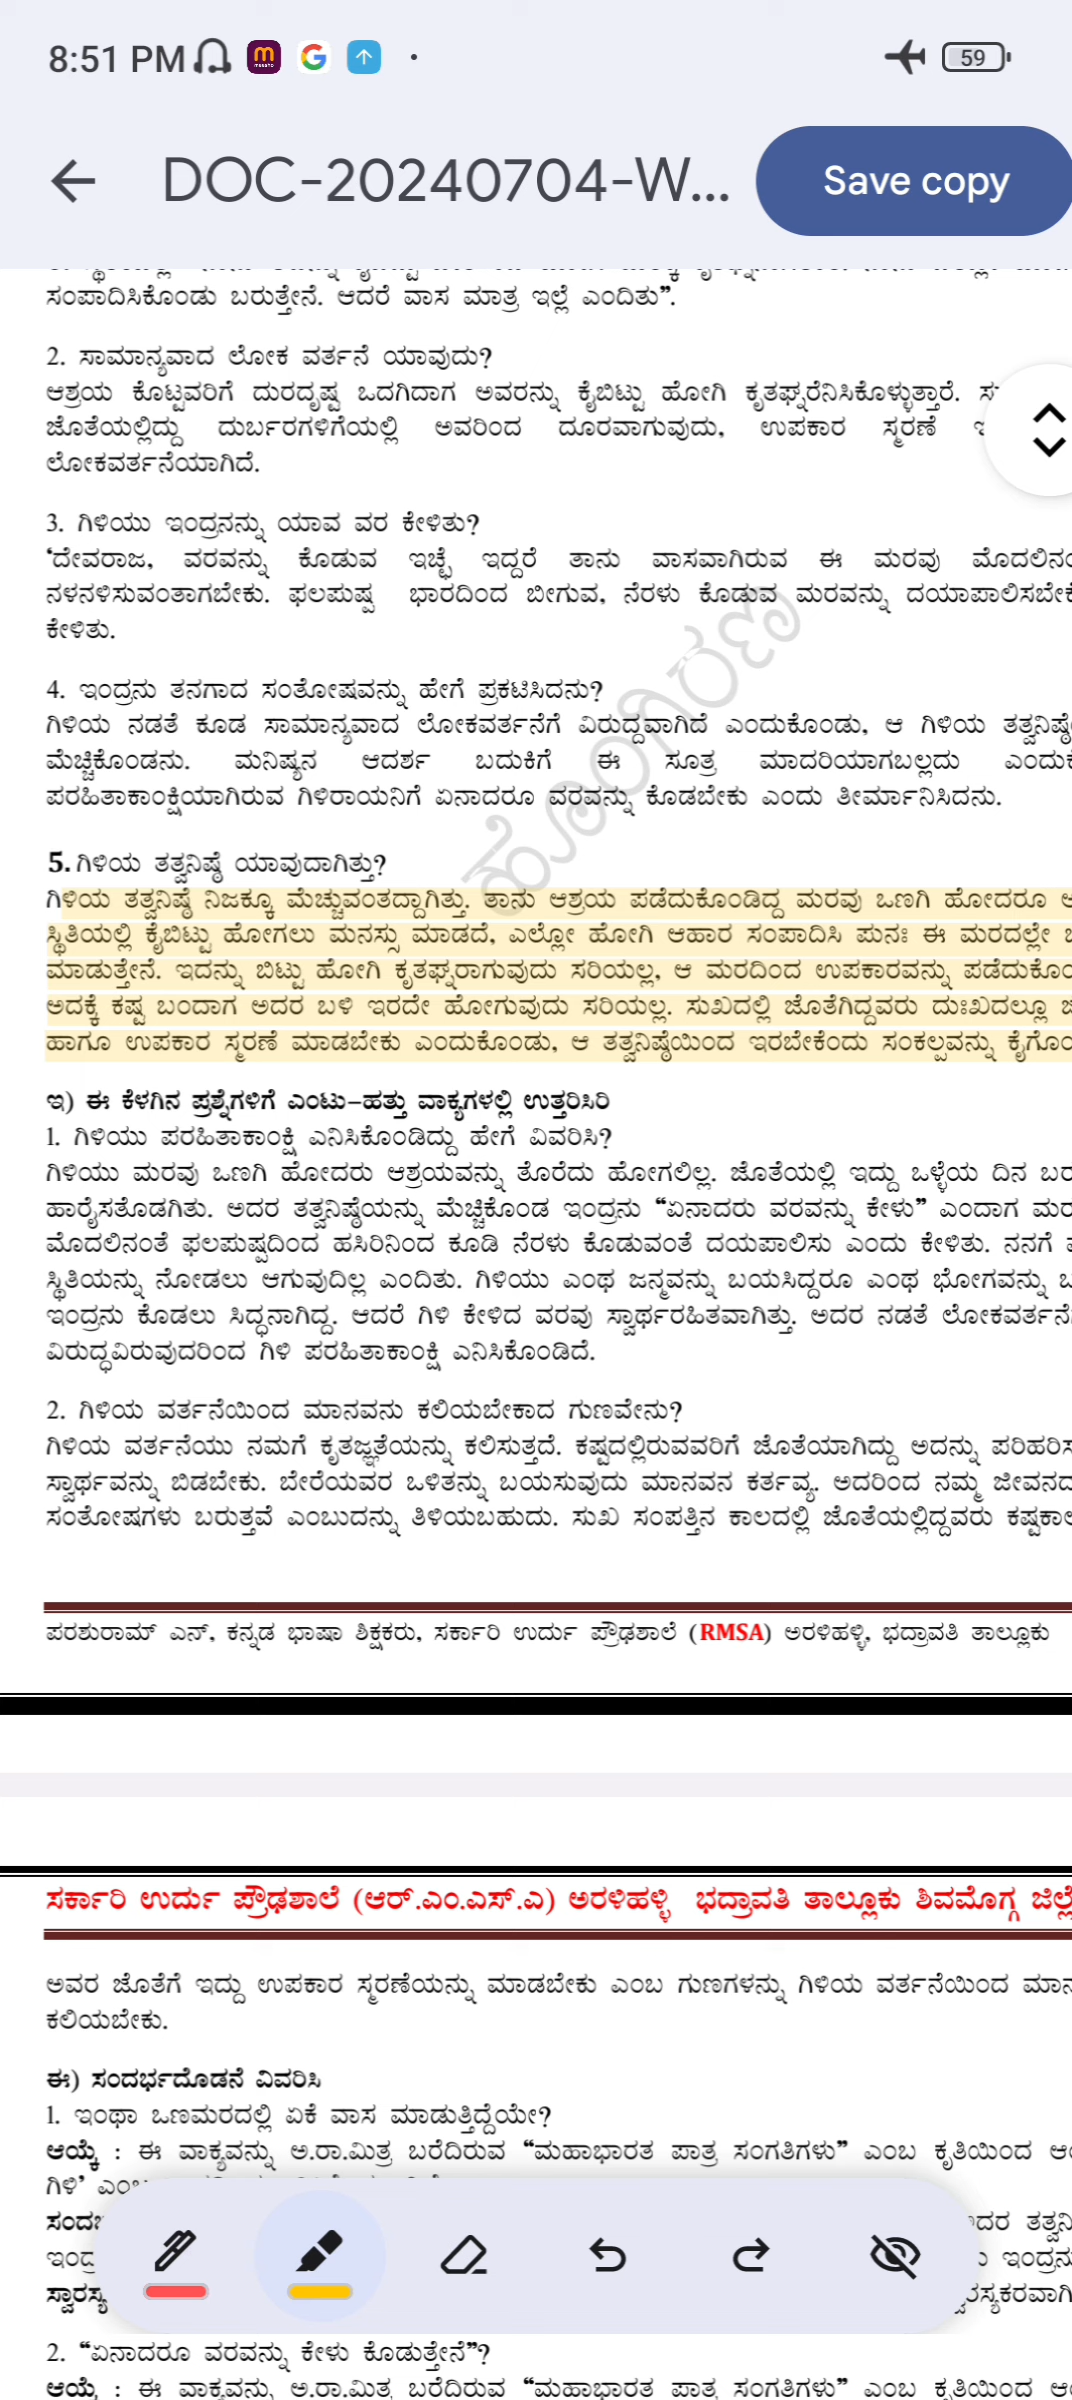 8:51 PM 59
DOC-20240704-W... Save copy
ಸಂಪಾದಿಸಿಕೊಂಡು ಬರುತ್ತೇನೆ. ಆದರೆ ವಾಸ ಮಾತ್ರ ಇಲ್ಲೆ ಎಂದಿತು”.
2. ಸಾಮಾನ್ಯವಾದ ಲೋಕ ವರ್ತನೆ ಯಾವುದು?
ಆಶ್ರಯ ಕೊಟ್ಟವರಿಗೆ ದುರದೃಷ್ಟ ಒದಗಿದಾಗ ಅವರನ್ನು ಕೈಬಿಟ್ಟು ಹೋಗಿ ಕೃತಘ್ನರೆನಿಸಿಕೊಳ್ಳುತ್ತಾರೆ.
ಜೊತೆಯಲ್ಲಿದ್ದು ದುರ್ಬರಗಳಿಗೆಯಲ್ಲಿ ಅವರಿಂದ ದೂರವಾಗುವುದು, ಉಪಕಾರ ಸ್ಮರಣೆ
ಲೋಕವರ್ತನೆಯಾಗಿದೆ.
3. ಗಿಳಿಯು ಇಂದ್ರನನ್ನು ಯಾವ ವರ ಕೇಳಿತು?
‘ದೇವರಾಜ, ವರವನ್ನು ಕೊಡುವ ಇಚ್ಛೆ ಇದ್ದರೆ ತಾನು ವಾಸವಾಗಿರುವ ಈ ಮರವು
ನಳನಳಿಸುವಂತಾಗಬೇಕು. ಫಲಪುಷ್ಪ ಭಾರದಿಂದ ಬೀಗುವ, ನೆರಳು ಕೊಡುವ ಮರವನ್ನು
ಕೇಳಿತು.
4. ಇಂದ್ರನು ತನಗಾದ ಸಂತೋಷವನ್ನು ಹೇಗೆ ಪ್ರಕಟಿಸಿದನು?
ಗಿಳಿಯ ನಡತೆ ಕೂಡ ಸಾಮಾನ್ಯವಾದ ಲೋಕವರ್ತನೆಗೆ ವಿರುದ್ದವಾಗಿದೆ ಎಂದುಕೊಂಡು, ಆ ಗಿಳಿಯ
ಮೆಚ್ಚಿಕೊಂಡನು. ಮನಿಷ್ಯನ ಆದರ್ಶ ಬದುಕಿಗೆ ಈ ಸೂತ್ರ ಮಾದರಿಯಾಗಬಲ್ಲದು
ಪರಹಿತಾಕಾಂಕ್ಷಿಯಾಗಿರುವ ಗಿಳಿರಾಯನಿಗೆ ಏನಾದರೂ ವರವನ್ನು ಕೊಡಬೇಕು ಎಂದು ತೀರ್ಮಾನಿಸಿದನು.
ಹೊಂಗಿರಣ
5. ಗಿಳಿಯ ತತ್ವನಿಷ್ಠೆ ಯಾವುದಾಗಿತ್ತು?
ಗಿಳಿಯ ತತ್ವನಿಷ್ಠೆ ನಿಜಕ್ಕೂ ಮೆಚ್ಚುವಂತದ್ದಾಗಿತ್ತು. ತಾನು ಆಶ್ರಯ ಪಡೆದುಕೊಂಡಿದ್ದ ಮರವು ಒಣಗಿ ಹೋದರೂ
ಸ್ಥಿತಿಯಲ್ಲಿ ಕೈಬಿಟ್ಟು ಹೋಗಲು ಮನಸ್ಸು ಮಾಡದೆ, ಎಲ್ಲೋ ಹೋಗಿ ಆಹಾರ ಸಂಪಾದಿಸಿ ಪುನಃ ಈ ಮರದಲ್ಲೇ
ಮಾಡುತ್ತೇನೆ. ಇದನ್ನು ಬಿಟ್ಟು ಹೋಗಿ ಕೃತಘ್ನರಾಗುವುದು ಸರಿಯಲ್ಲ, ಆ ಮರದಿಂದ ಉಪಕಾರವನ್ನು
ಅದಕ್ಕೆ ಕಷ್ಟ ಬಂದಾಗ ಅದರ ಬಳಿ ಇರದೇ ಹೋಗುವುದು ಸರಿಯಲ್ಲ. ಸುಖದಲ್ಲಿ ಜೊತೆಗಿದ್ದವರು ದುಃಖದಲ್ಲೂ
ಹಾಗೂ ಉಪಕಾರ ಸ್ಮರಣೆ ಮಾಡಬೇಕು ಎಂದುಕೊಂಡು, ಆ ತತ್ವನಿಷ್ಠೆಯಿಂದ ಇರಬೇಕೆಂದು ಸಂಕಲ್ಪವನ್ನು
ಇ) ಈ ಕೆಳಗಿನ ಪ್ರಶ್ನೆಗಳಿಗೆ ಎಂಟು-ಹತ್ತು ವಾಕ್ಯಗಳಲ್ಲಿ ಉತ್ತರಿಸಿರಿ
1. ಗಿಳಿಯು ಪರಹಿತಾಕಾಂಕ್ಷಿ ಎನಿಸಿಕೊಂಡಿದ್ದು ಹೇಗೆ ವಿವರಿಸಿ?
ಗಿಳಿಯು ಮರವು ಒಣಗಿ ಹೋದರು ಆಶ್ರಯವನ್ನು ತೊರೆದು ಹೋಗಲಿಲ್ಲ. ಜೊತೆಯಲ್ಲಿ ಇದ್ದು ಒಳ್ಳೆಯ ದಿನ
ಹಾರೈಸತೊಡಗಿತು. ಅದರ ತತ್ವನಿಷ್ಠೆಯನ್ನು ಮೆಚ್ಚಿಕೊಂಡ ಇಂದ್ರನು “ಏನಾದರು ವರವನ್ನು ಕೇಳು” ಎಂದಾಗ
ಮೊದಲಿನಂತೆ ಫಲಪುಷ್ಪದಿಂದ ಹಸಿರಿನಿಂದ ಕೂಡಿ ನೆರಳು ಕೊಡುವಂತೆ ದಯಪಾಲಿಸು ಎಂದು ಕೇಳಿತು. ನನಗೆ
ಸ್ಥಿತಿಯನ್ನು ನೋಡಲು ಆಗುವುದಿಲ್ಲ ಎಂದಿತು. ಗಿಳಿಯು ಎಂಥ ಜನ್ಮವನ್ನು ಬಯಸಿದ್ದರೂ ಎಂಥ ಭೋಗವನ್ನು
ಇಂದ್ರನು ಕೊಡಲು ಸಿದ್ಧನಾಗಿದ್ದ. ಆದರೆ ಗಿಳಿ ಕೇಳಿದ ವರವು ಸ್ವಾರ್ಥರಹಿತವಾಗಿತ್ತು. ಅದರ ನಡತೆ
ವಿರುದ್ಧವಿರುವುದರಿಂದ ಗಿಳಿ ಪರಹಿತಾಕಾಂಕ್ಷಿ ಎನಿಸಿಕೊಂಡಿದೆ.
2. ಗಿಳಿಯ ವರ್ತನೆಯಿಂದ ಮಾನವನು ಕಲಿಯಬೇಕಾದ ಗುಣವೇನು?
ಗಿಳಿಯ ವರ್ತನೆಯು ನಮಗೆ ಕೃತಜ್ಞತೆಯನ್ನು ಕಲಿಸುತ್ತದೆ. ಕಷ್ಟದಲ್ಲಿರುವವರಿಗೆ ಜೊತೆಯಾಗಿದ್ದು ಅದನ್ನು
ಸ್ವಾರ್ಥವನ್ನು ಬಿಡಬೇಕು. ಬೇರೆಯವರ ಒಳಿತನ್ನು ಬಯಸುವುದು ಮಾನವನ ಕರ್ತವ್ಯ. ಅದರಿಂದ ನಮ್ಮ
ಸಂತೋಷಗಳು ಬರುತ್ತವೆ ಎಂಬುದನ್ನು ತಿಳಿಯಬಹುದು. ಸುಖ ಸಂಪತ್ತಿನ ಕಾಲದಲ್ಲಿ ಜೊತೆಯಲ್ಲಿದ್ದವರು
ಪರಶುರಾಮ್ ಎನ್, ಕನ್ನಡ ಭಾಷಾ ಶಿಕ್ಷಕರು, ಸರ್ಕಾರಿ ಉರ್ದು ಪ್ರೌಢಶಾಲೆ (RMSA) ಅರಳಿಹಳ್ಳಿ, ಭದ್ರಾವತಿ ತಾಲ್ಲೂಕು
ಸರ್ಕಾರಿ ಉರ್ದು ಪ್ರೌಢಶಾಲೆ (ಆರ್.ಎಂ.ಎಸ್.ಎ) ಅರಳಿಹಳ್ಳಿ ಭದ್ರಾವತಿ ತಾಲ್ಲೂಕು ಶಿವಮೊಗ್ಗ
ಅವರ ಜೊತೆಗೆ ಇದ್ದು ಉಪಕಾರ ಸ್ಮರಣೆಯನ್ನು ಮಾಡಬೇಕು ಎಂಬ ಗುಣಗಳನ್ನು ಗಿಳಿಯ ವರ್ತನೆಯಿಂದ
ಕಲಿಯಬೇಕು.
ಈ) ಸಂದರ್ಭದೊಡನೆ ವಿವರಿಸಿ
1. ಇಂಥಾ ಒಣಮರದಲ್ಲಿ ಏಕೆ ವಾಸ ಮಾಡುತ್ತಿದ್ದೆಯೇ?
ಆಯ್ಕೆ : ಈ ವಾಕ್ಯವನ್ನು ಅ.ರಾ.ಮಿತ್ರ ಬರೆದಿರುವ “ಮಹಾಭಾರತ ಪಾತ್ರ ಸಂಗತಿಗಳು” ಎಂಬ ಕೃತಿಯಿಂದ
ಗಿಳಿ’
2. “ಏನಾದರೂ ವರವನ್ನು ಕೇಳು ಕೊಡುತ್ತೇನೆ”?
ಆಯ್ಕೆ : ಈ ವಾಕ್ಯವನ್ನು ಅ.ರಾ.ಮಿತ್ರ ಬರೆದಿರುವ “ಮಹಾಭಾರತ ಪಾತ್ರ ಸಂಗತಿಗಳು” ಎಂಬ ಕೃತಿಯಿಂದ